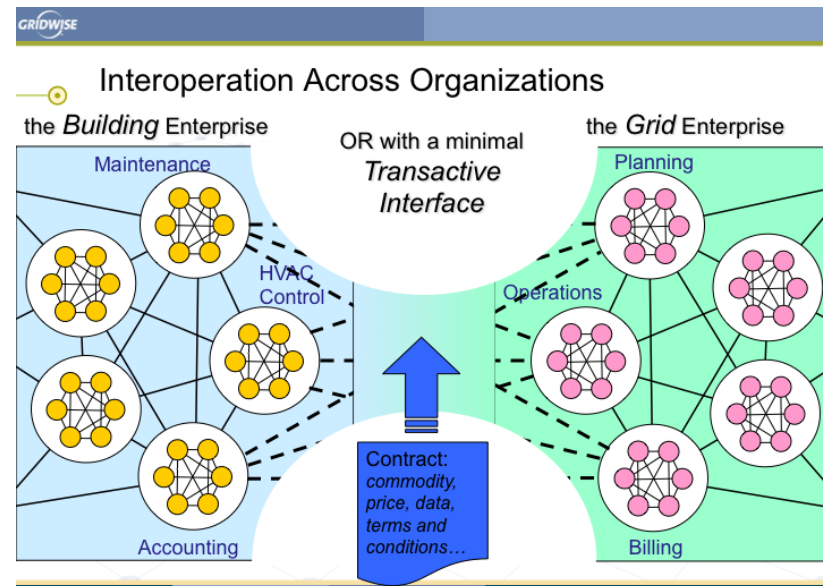 GRIDWISE
Interoperation Across Organizations
the Building Enterprise
OR with a minimal
Transactive
Interface
the Grid Enterprise
Maintenance
HVAC
Control
Accounting
Planning
Operations
Billing
Contract:
commodity,
price, data,
terms and
conditions...